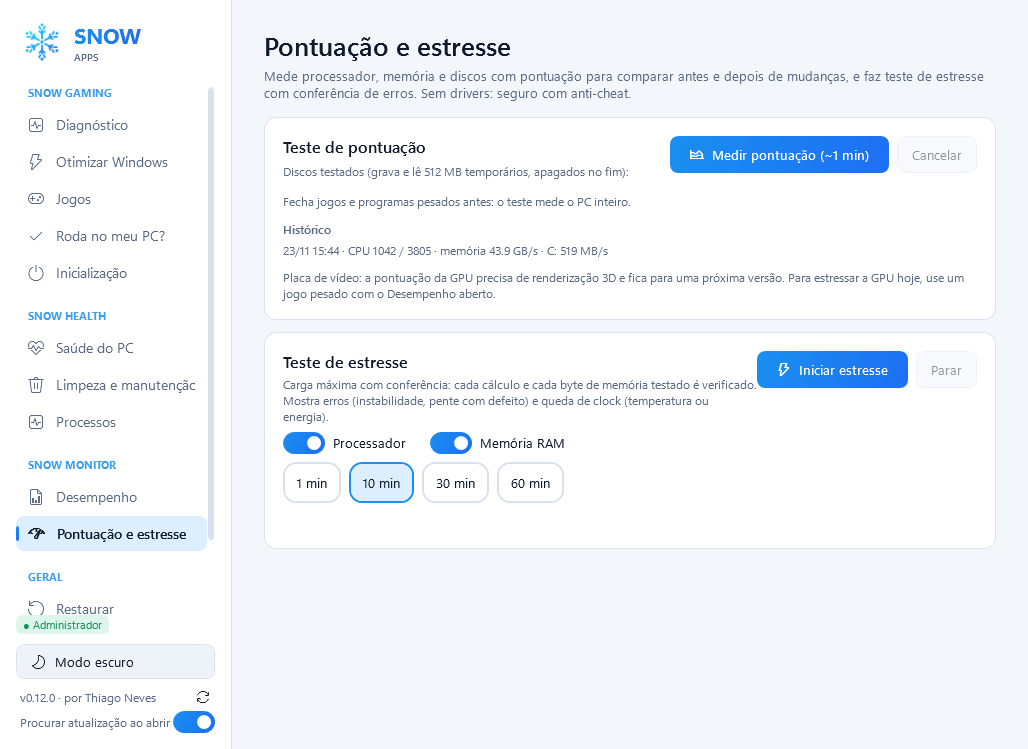 SNOW
APPS
SNOW GAMING
Diagnóstico
Otimizar Windows
Jogos
Roda no meu PC?
Inicialização
SNOW HEALTH
Saúde do PC
Limpeza e manutençãc
Processos
SNOW MONITOR
Desempenho
Pontuação e estresse
GERAL
Restaurar
Administrador
Modo escuro
v0.12.0 · por Thiago Neves
Procurar atualização ao abrir
Pontuação e estresse
Mede processador, memória e discos com pontuação para comparar antes e depois de mudanças, e faz teste de estresse
com conferência de erros. Sem drivers: seguro com anti-cheat.
Teste de pontuação
Medir pontuação (~1 min)
Cancelar
Discos testados (grava e lê 512 MB temporários, apagados no fim):
Fecha jogos e programas pesados antes: o teste mede o PC inteiro.
Histórico
23/11 15:44 · CPU 1042 / 3805 · memória 43.9 GB/s · C: 519 MB/s
Placa de vídeo: a pontuação da GPU precisa de renderização 3D e fica para uma próxima versão. Para estressar a GPU hoje, use um
jogo pesado com o Desempenho aberto.
Teste de estresse
Iniciar estresse
Parar
Carga máxima com conferência: cada cálculo e cada byte de memória testado é verificado.
Mostra erros (instabilidade, pente com defeito) e queda de clock (temperatura ou
energia).
Processador
Memória RAM
1 min
10 min
30 min
60 min